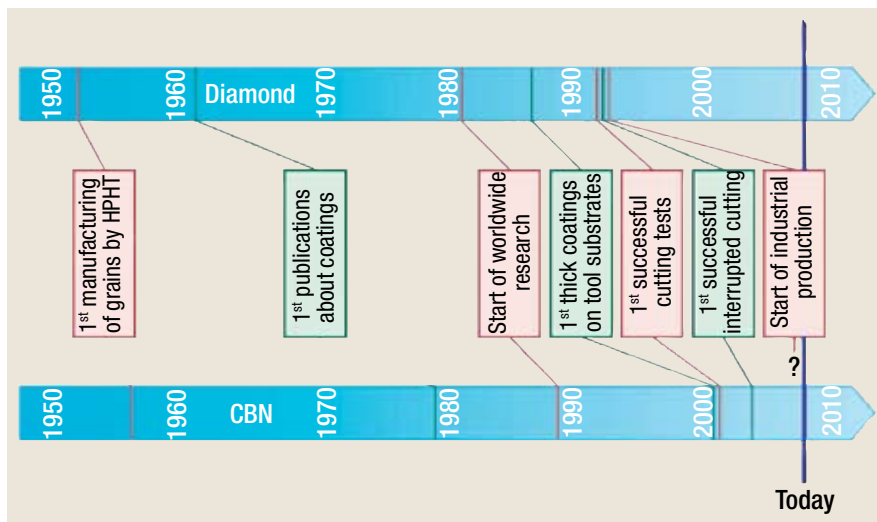 1950
1960
Diamond
1970
1980
1990
2000
2010
1st manufacturing
of grains by HPHT
1st publications
about coatings
Start of worldwide
research
1st thick coatings
on tool substrates
1st successful
cutting tests
1st successful
interrupted cutting
Start of industrial
production
?
1950
1960
CBN
1970
1980
1990
2000
2010
Today